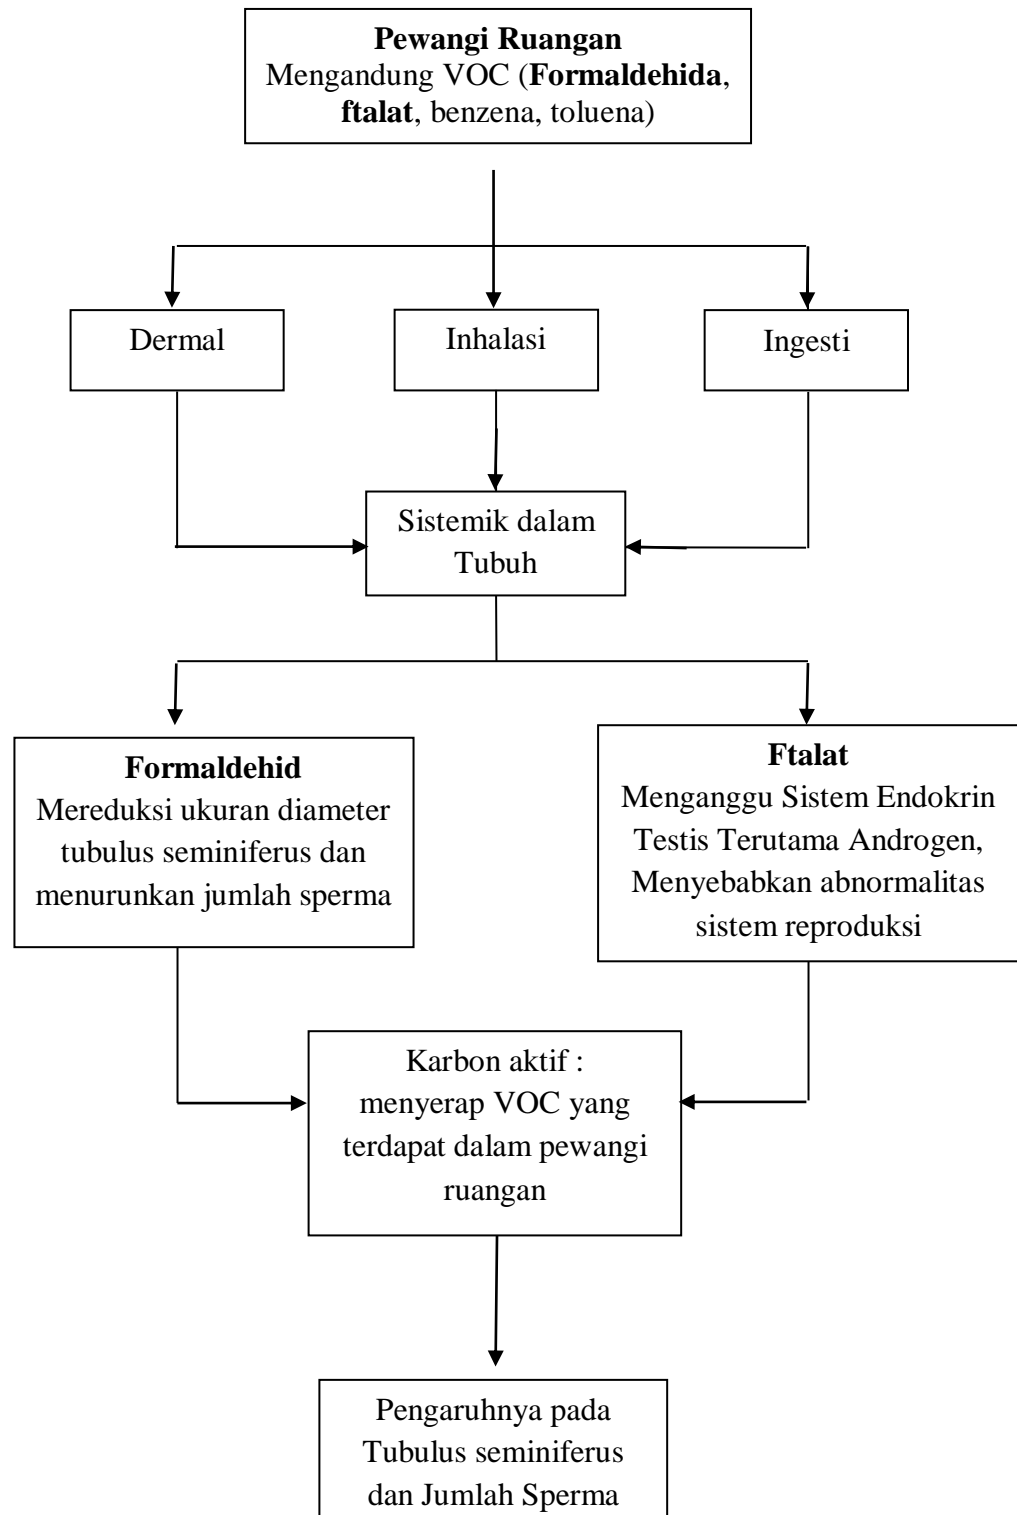 Pewangi Ruangan
Mengandung VOC (Formaldehida,
ftalat, benzena, toluena)
Dermal
Inhalasi
Ingesti
Sistemik dalam
Tubuh
Formaldehid
Mereduksi ukuran diameter
tubulus seminiferus dan
menurunkan jumlah sperma
Ftalat
Menganggu Sistem Endokrin
Testis Terutama Androgen,
Menyebabkan abnormalitas
sistem reproduksi
Karbon aktif :
menyerap VOC yang
terdapat dalam pewangi
ruangan
Pengaruhnya pada
Tubulus seminiferus
dan Jumlah Sperma